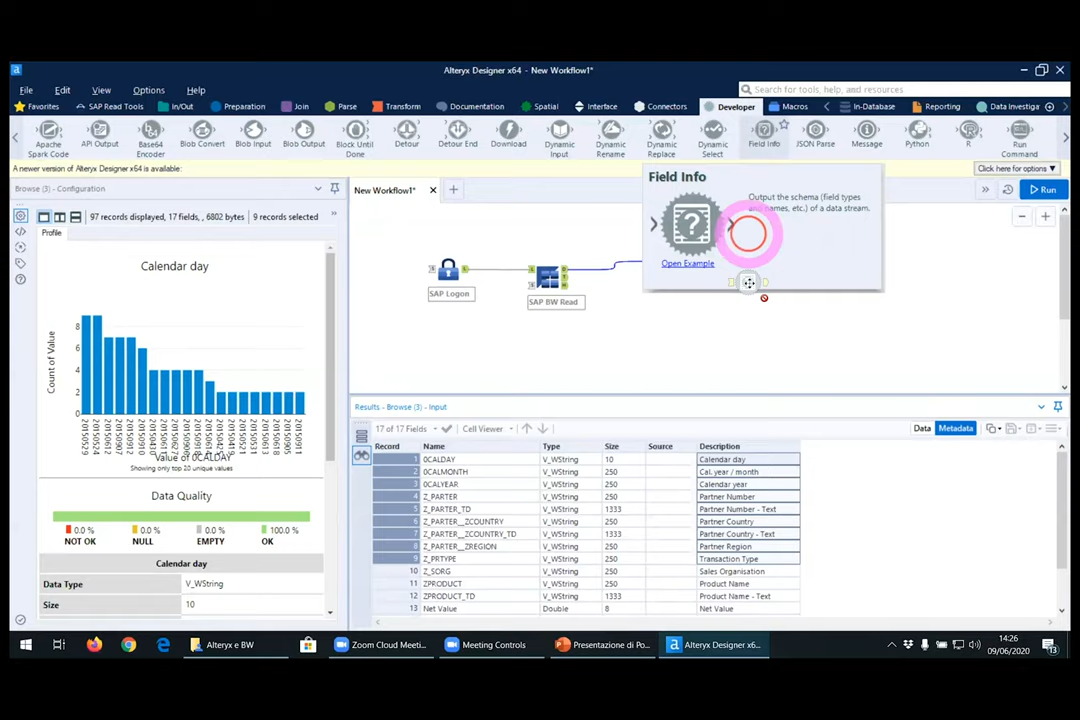 Alteryx Designer x64 - New Workflow1*
File Edit View Options Help
Search for tools, help, and resources
Favorites SAP Read Tools In/Out Preparation Join Parse Transform Documentation Spatial Interface Connectors Developer Macros In-Database Reporting Data Investiga
Apache Spark Code
API Output
Base64 Encoder
Blob Convert
Blob Input
Blob Output
Block Until Done
Detour
Detour End
Download
Dynamic Input
Dynamic Rename
Dynamic Replace
Dynamic Select
Field Info
JSON Parse
Message
Python
R
Run Command
A newer version of Alteryx Designer x64 is available:
Click here for options ▼
Browse (3) - Configuration
New Workflow1*
Run
97 records displayed, 17 fields, , 6802 bytes 9 records selected
Profile
Field Info
Output the schema (field types
and names, etc.) of a data stream.
Open Example
SAP Logon
SAP BW Read
Calendar day
Count of Value
8
6
4
2
0
Value of 0CALDAY
Showing only top 20 unique values
Data Quality
0.0 % NOT OK
0.0 % NULL
0.0 % EMPTY
100.0 % OK
Calendar day
Data Type V_WString
Size 10
Results - Browse (3) - Input
17 of 17 Fields Cell Viewer Data Metadata
Record Name Type Size Source Description
1 0CALDAY V_WString 10 Calendar day
2 0CALMONTH V_WString 250 Cal. year / month
3 0CALYEAR V_WString 250 Calendar year
4 Z_PARTER V_WString 250 Partner Number
5 Z_PARTER_TD V_WString 1333 Partner Number - Text
6 Z_PARTER__ZCOUNTRY V_WString 250 Partner Country
7 Z_PARTER__ZCOUNTRY_TD V_WString 1333 Partner Country - Text
8 Z_PARTER__ZREGION V_WString 250 Partner Region
9 Z_PRTYPE V_WString 250 Transaction Type
10 Z_SORG V_WString 250 Sales Organisation
11 ZPRODUCT V_WString 250 Product Name
12 ZPRODUCT_TD V_WString 1333 Product Name - Text
13 Net Value Double 8 Net Value
Alteryx e BW
Zoom Cloud Meeti...
Meeting Controls
Presentazione di Po...
Alteryx Designer x6...
14:26
09/06/2020
13